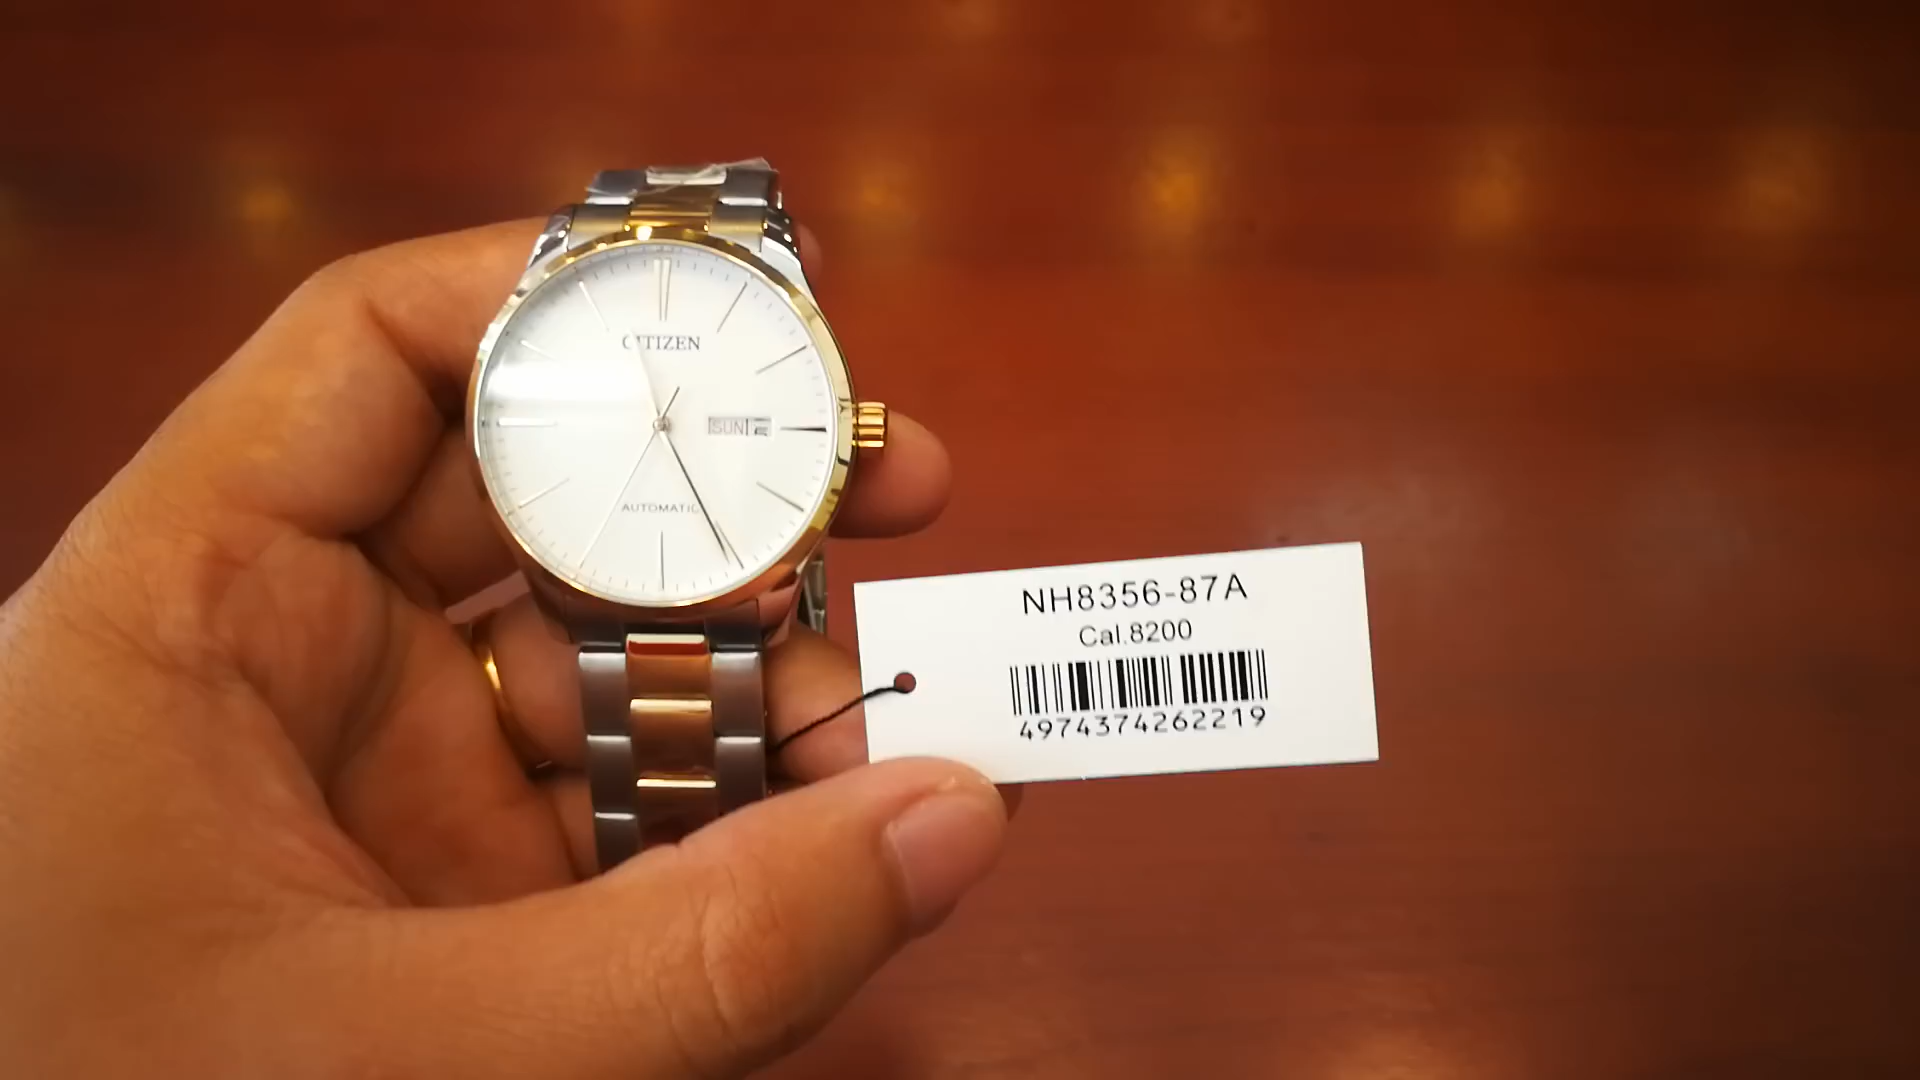 CITIZEN
SUN
AUTOMATIC
NH8356-87A
Cal.8200
4974374262219